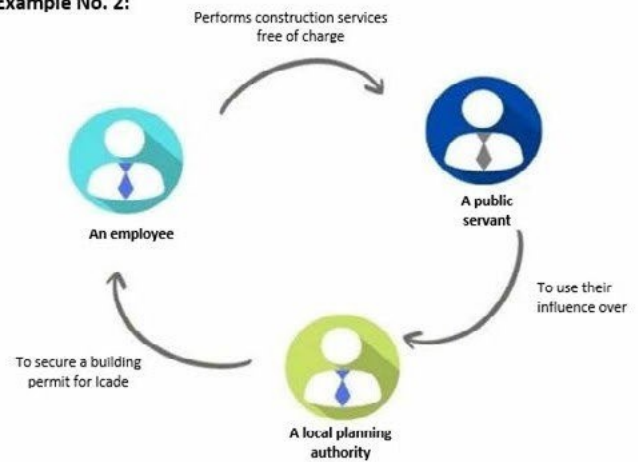 Example No. 2:
Performs construction services
free of charge
An employee
A public
servant
To use their
influence over
To secure a building
permit for Icade
A local planning
authority